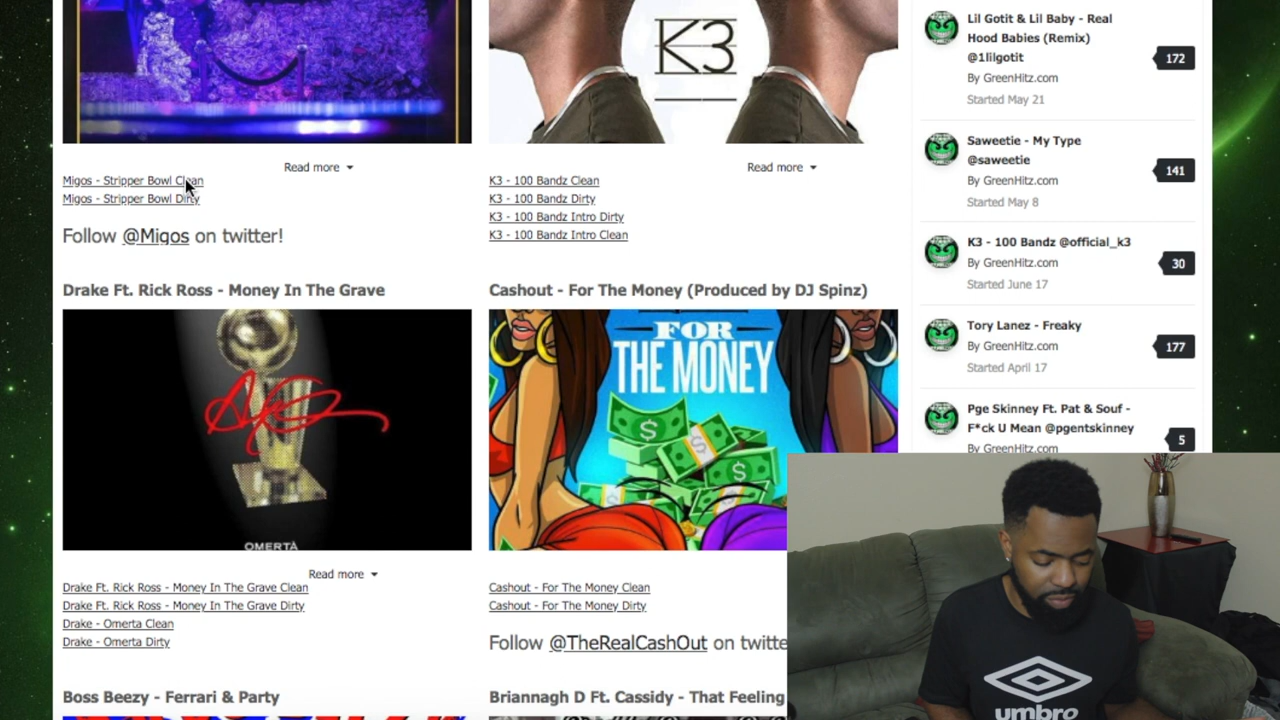 K3
Read more
Migos - Stripper Bowl Clean
Migos - Stripper Bowl Dirty
Follow @Migos on twitter!
Read more
K3 - 100 Bandz Clean
K3 - 100 Bandz Dirty
K3 - 100 Bandz Intro Dirty
K3 - 100 Bandz Intro Clean
Drake Ft. Rick Ross - Money In The Grave
OMERTÀ
Read more
Drake Ft. Rick Ross - Money In The Grave Clean
Drake Ft. Rick Ross - Money In The Grave Dirty
Drake - Omerta Clean
Drake - Omerta Dirty
Cashout - For The Money (Produced by DJ Spinz)
FOR
THE MONEY
Cashout - For The Money Clean
Cashout - For The Money Dirty
Follow @TheRealCashOut on twitte
Boss Beezy - Ferrari & Party
Briannagh D Ft. Cassidy - That Feeling
Lil Gotit & Lil Baby - Real
Hood Babies (Remix)
@1lilgotit
172
By GreenHitz.com
Started May 21
Saweetie - My Type
@saweetie
141
By GreenHitz.com
Started May 8
K3 - 100 Bandz @official_k3
By GreenHitz.com
30
Started June 17
Tory Lanez - Freaky
By GreenHitz.com
177
Started April 17
Pge Skinney Ft. Pat & Souf -
F*ck U Mean @pgentskinney
5
By GreenHitz.com
umbro